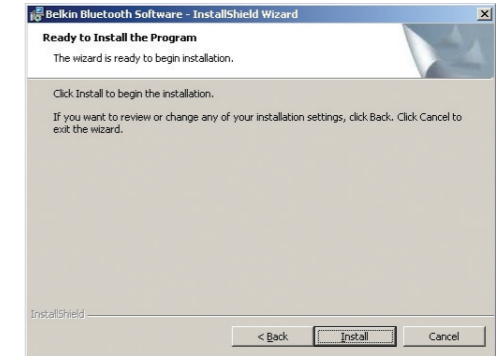 Belkin Bluetooth Software - InstallShield Wizard
Ready to Install the Program
The wizard is ready to begin installation.
Click Install to begin the installation.
If you want to review or change any of your installation settings, click Back. Click Cancel to
exit the wizard.
InstallShield
< Back Install Cancel